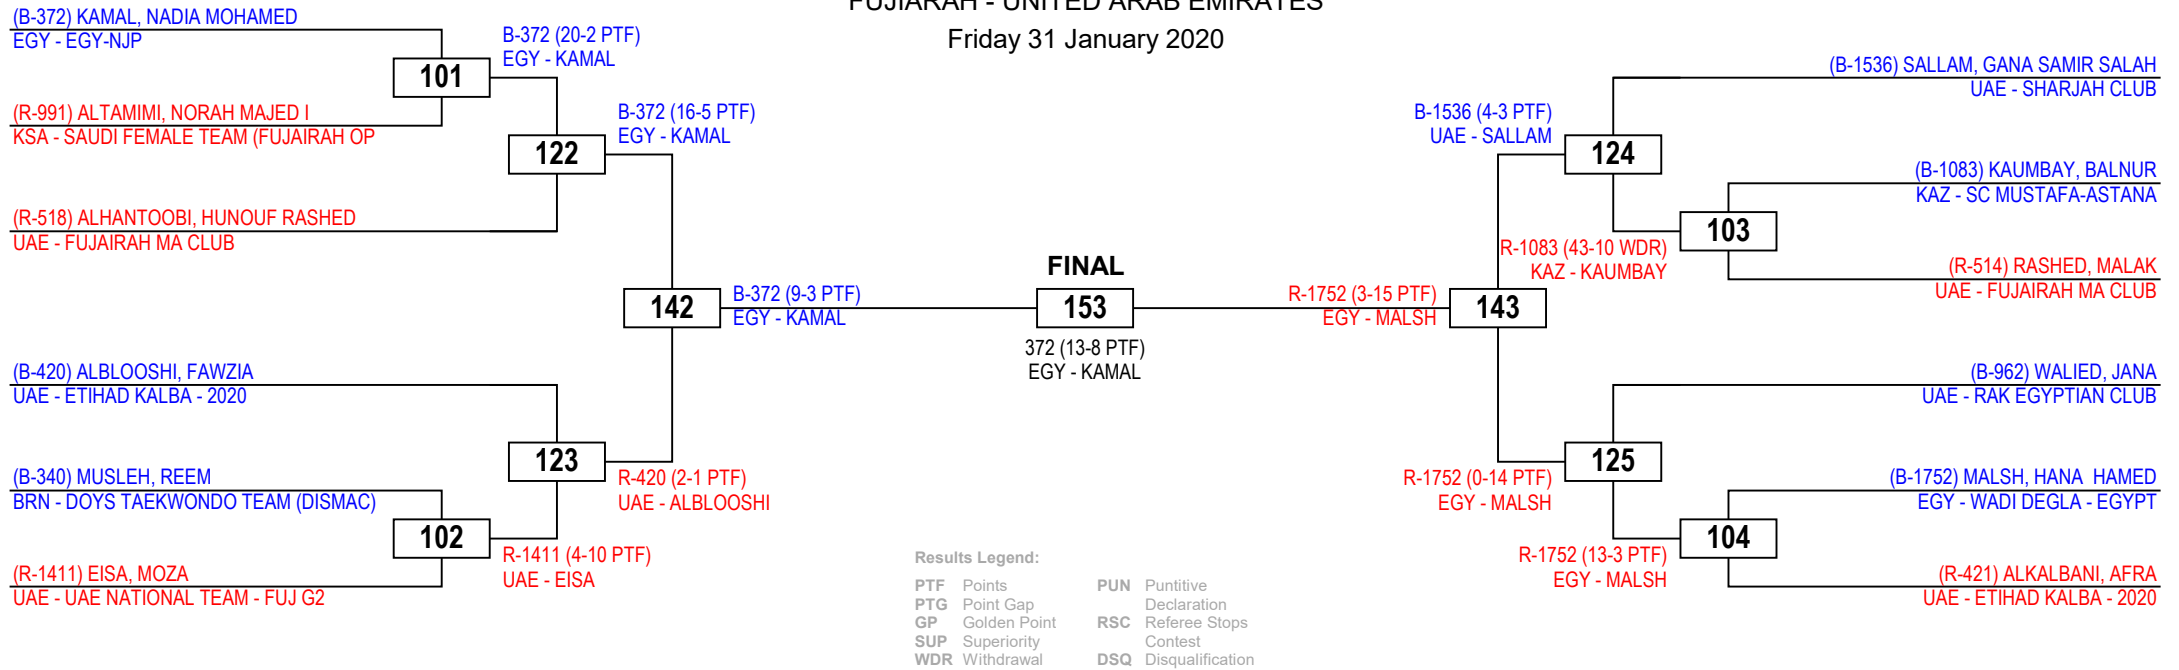 FUJIARAH - UNITED ARAB EMIRATES
Friday 31 January 2020
(B-372) KAMAL, NADIA MOHAMED
EGY - EGY-NJP
B-372 (20-2 PTF)
EGY - KAMAL
101
(R-991) ALTAMIMI, NORAH MAJED I
KSA - SAUDI FEMALE TEAM (FUJAIRAH OP
B-372 (16-5 PTF)
EGY - KAMAL
122
(R-518) ALHANTOOBI, HUNOUF RASHED
UAE - FUJAIRAH MA CLUB
142
B-372 (9-3 PTF)
EGY - KAMAL
(B-420) ALBLOOSHI, FAWZIA
UAE - ETIHAD KALBA - 2020
123
R-420 (2-1 PTF)
UAE - ALBLOOSHI
(B-340) MUSLEH, REEM
BRN - DOYS TAEKWONDO TEAM (DISMAC)
102
R-1411 (4-10 PTF)
UAE - EISA
(R-1411) EISA, MOZA
UAE - UAE NATIONAL TEAM - FUJ G2
FINAL
153
372 (13-8 PTF)
EGY - KAMAL
(B-1536) SALLAM, GANA SAMIR SALAH
UAE - SHARJAH CLUB
B-1536 (4-3 PTF)
UAE - SALLAM
124
(B-1083) KAUMBAY, BALNUR
KAZ - SC MUSTAFA-ASTANA
103
R-1083 (43-10 WDR)
KAZ - KAUMBAY
(R-514) RASHED, MALAK
UAE - FUJAIRAH MA CLUB
R-1752 (3-15 PTF)
EGY - MALSH
143
(B-962) WALIED, JANA
UAE - RAK EGYPTIAN CLUB
125
R-1752 (0-14 PTF)
EGY - MALSH
(B-1752) MALSH, HANA  HAMED
EGY - WADI DEGLA - EGYPT
104
R-1752 (13-3 PTF)
EGY - MALSH
(R-421) ALKALBANI, AFRA
UAE - ETIHAD KALBA - 2020
Results Legend:
PTF Points PUN Puntitive
PTG Point Gap Declaration
GP Golden Point RSC Referee Stops
SUP Superiority Contest
WDR Withdrawal DSQ Disqualification